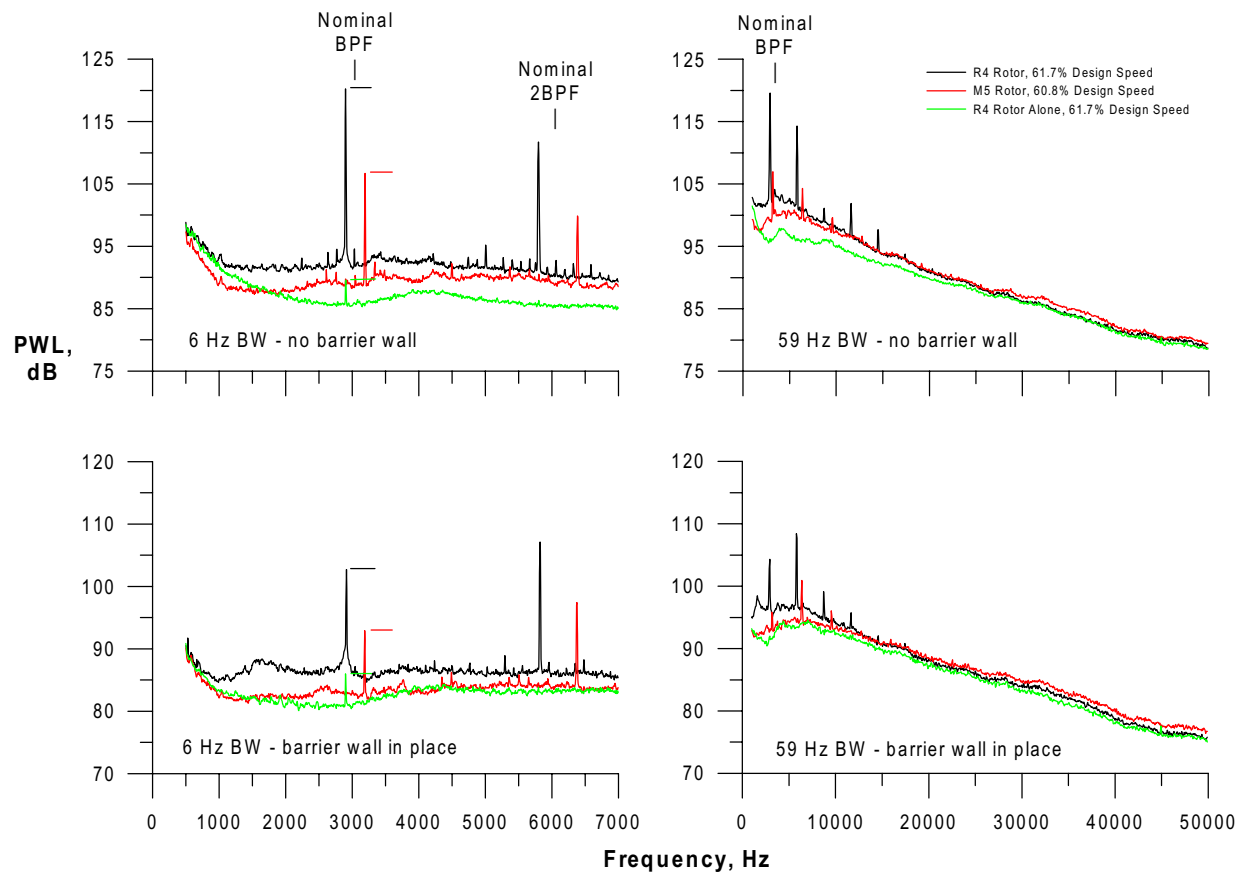 Nominal
BPF
Nominal
2BPF
125
115
105
95
85
75
PWL,
dB
6 Hz BW - no barrier wall
Nominal
BPF
125
115
105
95
85
75
R4 Rotor, 61.7% Design Speed
M5 Rotor, 60.8% Design Speed
R4 Rotor Alone, 61.7% Design Speed
59 Hz BW - no barrier wall
120
110
100
90
80
70
6 Hz BW - barrier wall in place
0 1000 2000 3000 4000 5000 6000 7000
120
110
100
90
80
70
59 Hz BW - barrier wall in place
0 10000 20000 30000 40000 50000
Frequency, Hz